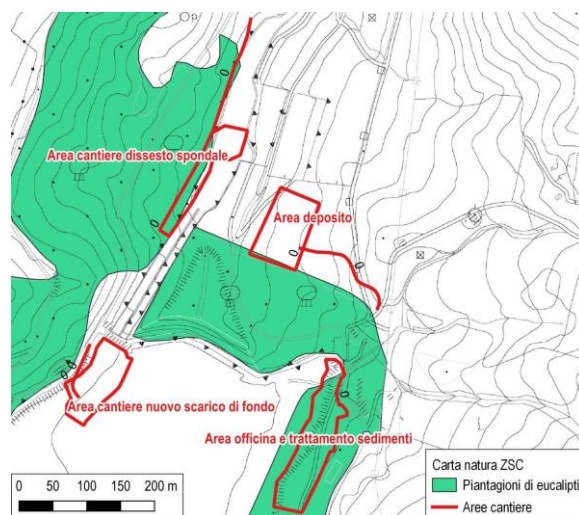 Area cantiere dissesto spondale
Area deposito
Area cantiere nuovo scarico di fondo
Area officina e trattamento sedimenti
0 50 100 150 200 m
Carta natura ZSC
Piantagioni di eucalipti
Aree cantiere